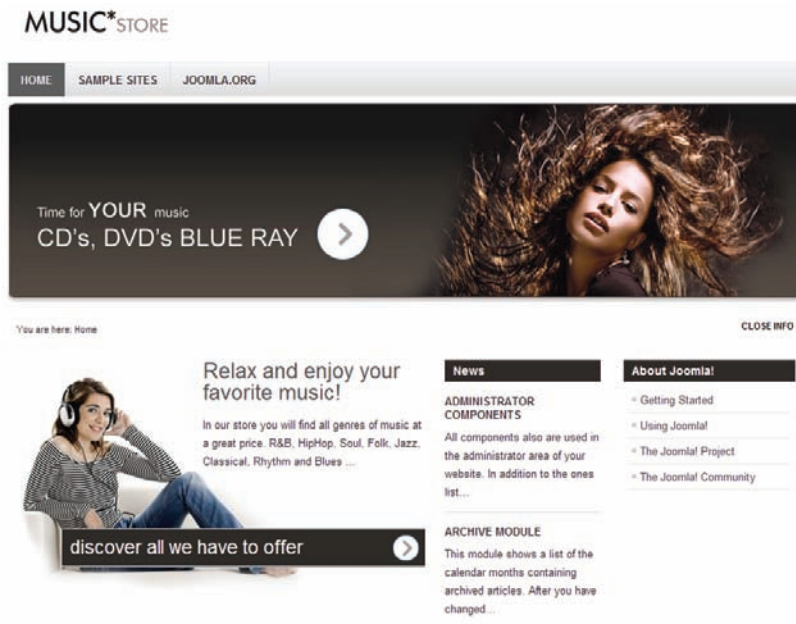 MUSIC*STORE
HOME SAMPLE SITES JOOMLA.ORG
Time for YOUR music
CD's, DVD's BLUE RAY
You are here: Home
CLOSE INFO
Relax and enjoy your
favorite music!
In our store you will find all genres of music at
a great price. R&B, HipHop, Soul, Folk, Jazz,
Classical, Rhythm and Blues ...
discover all we have to offer
News
ADMINISTRATOR
COMPONENTS
All components also are used in
the administrator area of your
website. In addition to the ones
list...
ARCHIVE MODULE
This module shows a list of the
calendar months containing
archived articles. After you have
changed...
About Joomla!
Getting Started
Using Joomla!
The Joomla! Project
The Joomla! Community